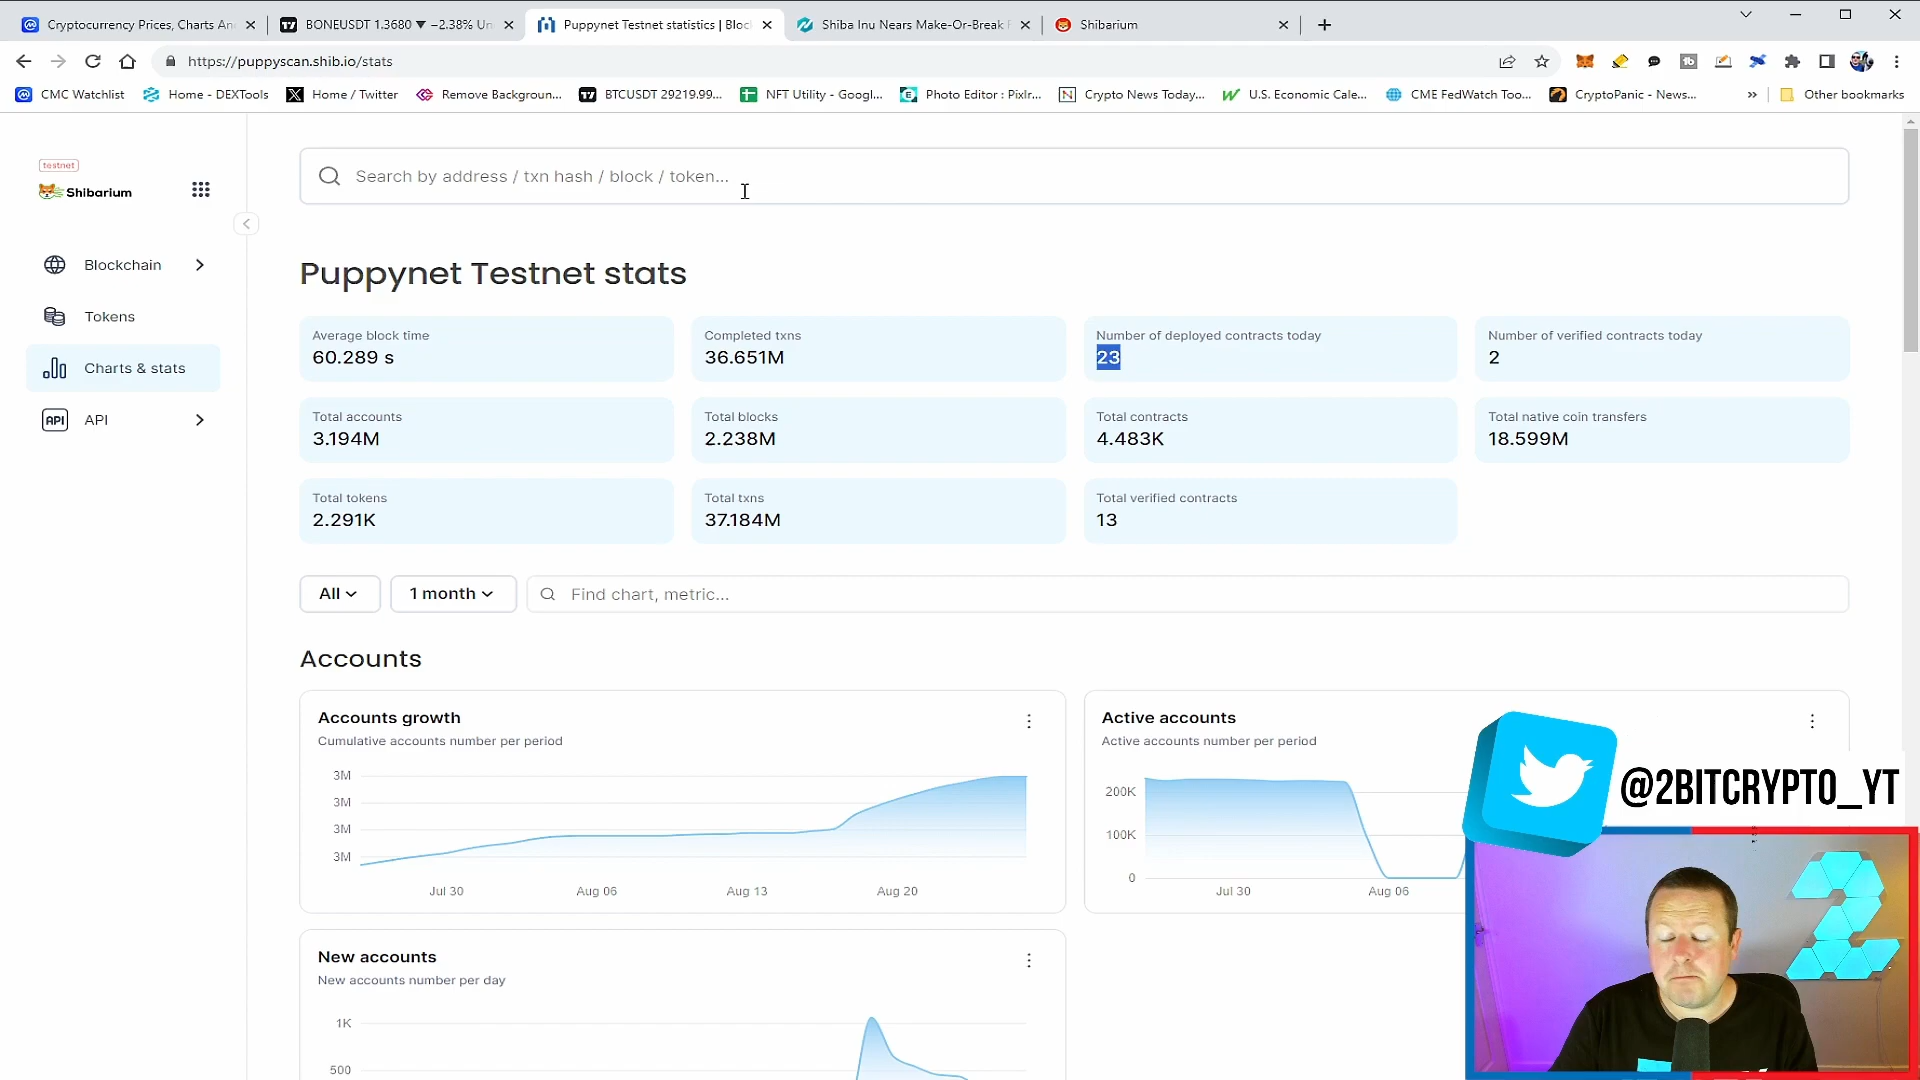 Cryptocurrency Prices, Charts An
BONEUSDT 1.3680 ▼ −2.38% Un
Puppynet Testnet statistics | Bloc
Shiba Inu Nears Make-Or-Break P
Shibarium
https://puppyscan.shib.io/stats
CMC Watchlist
Home - DEXTools
Home / Twitter
Remove Backgroun...
BTCUSDT 29219.99...
NFT Utility - Googl...
Photo Editor : Pixlr...
Crypto News Today...
U.S. Economic Cale...
CME FedWatch Too...
CryptoPanic - News...
»
Other bookmarks
testnet
Shibarium
Blockchain
Tokens
Charts & stats
API API
Search by address / txn hash / block / token...
Puppynet Testnet stats
Average block time
60.289 s
Completed txns
36.651M
Number of deployed contracts today
23
Number of verified contracts today
2
Total accounts
3.194M
Total blocks
2.238M
Total contracts
4.483K
Total native coin transfers
18.599M
Total tokens
2.291K
Total txns
37.184M
Total verified contracts
13
All
1 month
Find chart, metric...
Accounts
Accounts growth
Cumulative accounts number per period
3M
3M
3M
3M
Jul 30 Aug 06 Aug 13 Aug 20
Active accounts
Active accounts number per period
200K
100K
0
Jul 30 Aug 06
New accounts
New accounts number per day
1K
500
@2BITCRYPTO_YT
2